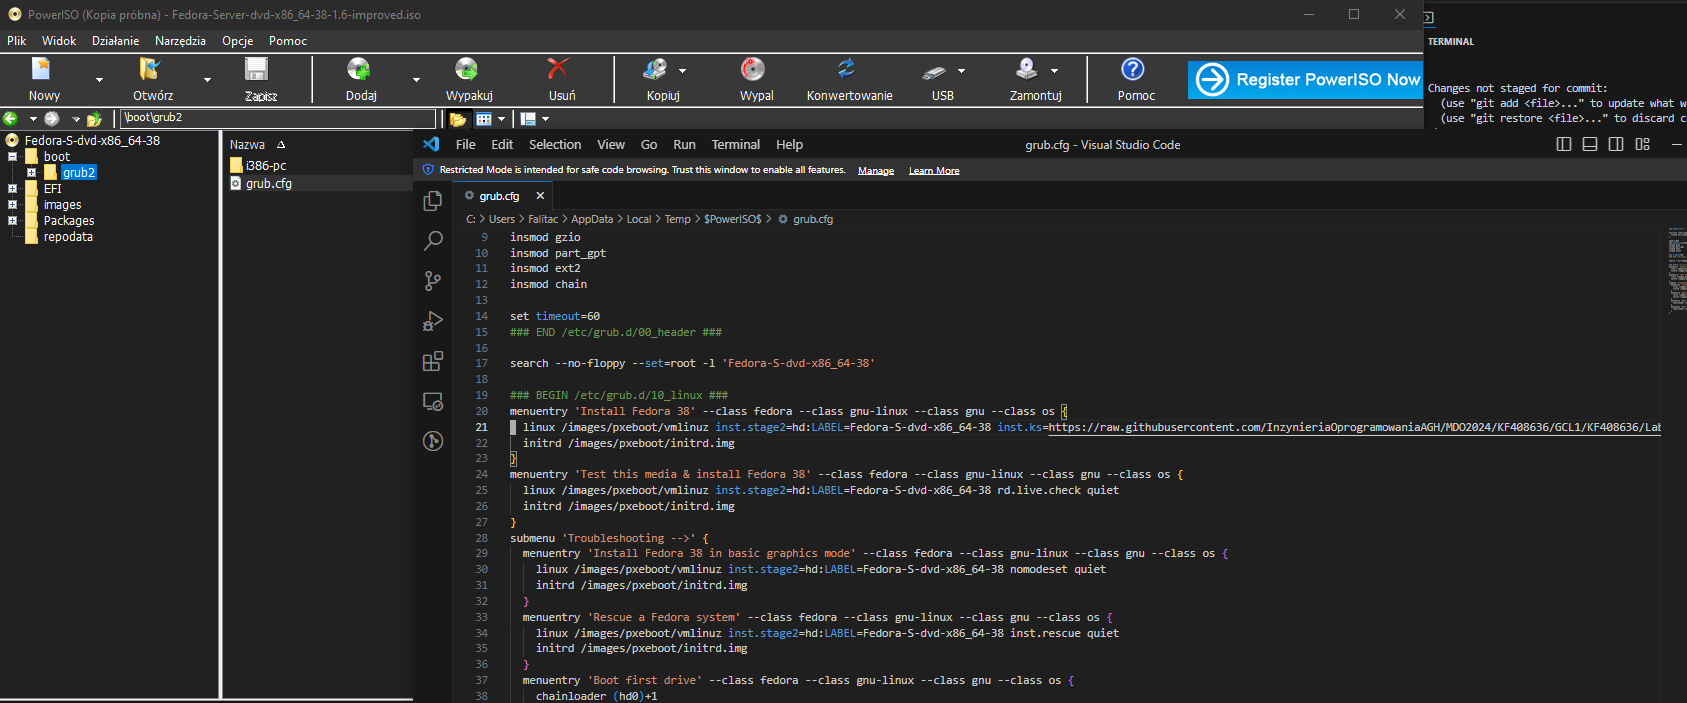 PowerISO (Kopia próbna) - Fedora-Server-dvd-x86_64-38-1.6-improved.iso
Plik Widok Działanie Narzędzia Opcje Pomoc
Nowy Otwórz Zapisz Dodaj Wypakuj Usuń Kopiuj Wypal Konwertowanie USB Zamontuj Pomoc
Register PowerISO Now
\boot\grub2
Fedora-S-dvd-x86_64-38
boot
grub2
EFI
images
Packages
repodata
Nazwa
i386-pc
grub.cfg
TERMINAL
Changes not staged for commit:
(use "git add <file>..." to update what w
(use "git restore <file>..." to discard c
File Edit Selection View Go Run Terminal Help
grub.cfg - Visual Studio Code
Restricted Mode is intended for safe code browsing. Trust this window to enable all features. Manage Learn More
grub.cfg
C: > Users > Falitac > AppData > Local > Temp > $PowerISO$ > grub.cfg
9 insmod gzio
10 insmod part_gpt
11 insmod ext2
12 insmod chain
13
14 set timeout=60
15 ### END /etc/grub.d/00_header ###
16
17 search --no-floppy --set=root -l 'Fedora-S-dvd-x86_64-38'
18
19 ### BEGIN /etc/grub.d/10_linux ###
20 menuentry 'Install Fedora 38' --class fedora --class gnu-linux --class gnu --class os {
21 linux /images/pxeboot/vmlinuz inst.stage2=hd:LABEL=Fedora-S-dvd-x86_64-38 inst.ks=https://raw.githubusercontent.com/InzynieriaOprogramowaniaAGH/MDO2024/KF408636/GCL1/KF408636/Lab
22 initrd /images/pxeboot/initrd.img
23 }
24 menuentry 'Test this media & install Fedora 38' --class fedora --class gnu-linux --class gnu --class os {
25 linux /images/pxeboot/vmlinuz inst.stage2=hd:LABEL=Fedora-S-dvd-x86_64-38 rd.live.check quiet
26 initrd /images/pxeboot/initrd.img
27 }
28 submenu 'Troubleshooting -->' {
29 menuentry 'Install Fedora 38 in basic graphics mode' --class fedora --class gnu-linux --class gnu --class os {
30 linux /images/pxeboot/vmlinuz inst.stage2=hd:LABEL=Fedora-S-dvd-x86_64-38 nomodeset quiet
31 initrd /images/pxeboot/initrd.img
32 }
33 menuentry 'Rescue a Fedora system' --class fedora --class gnu-linux --class gnu --class os {
34 linux /images/pxeboot/vmlinuz inst.stage2=hd:LABEL=Fedora-S-dvd-x86_64-38 inst.rescue quiet
35 initrd /images/pxeboot/initrd.img
36 }
37 menuentry 'Boot first drive' --class fedora --class gnu-linux --class gnu --class os {
38 chainloader (hd0)+1